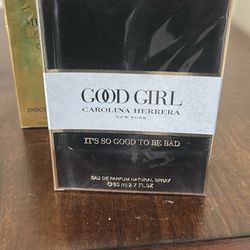 GOOD GIRL
CAROLINA HERRERA
NEW YORK
IT'S SO GOOD TO BE BAD
EAU DE PARFUM NATURAL SPRAY
80 ml 2.7 FL.OZ